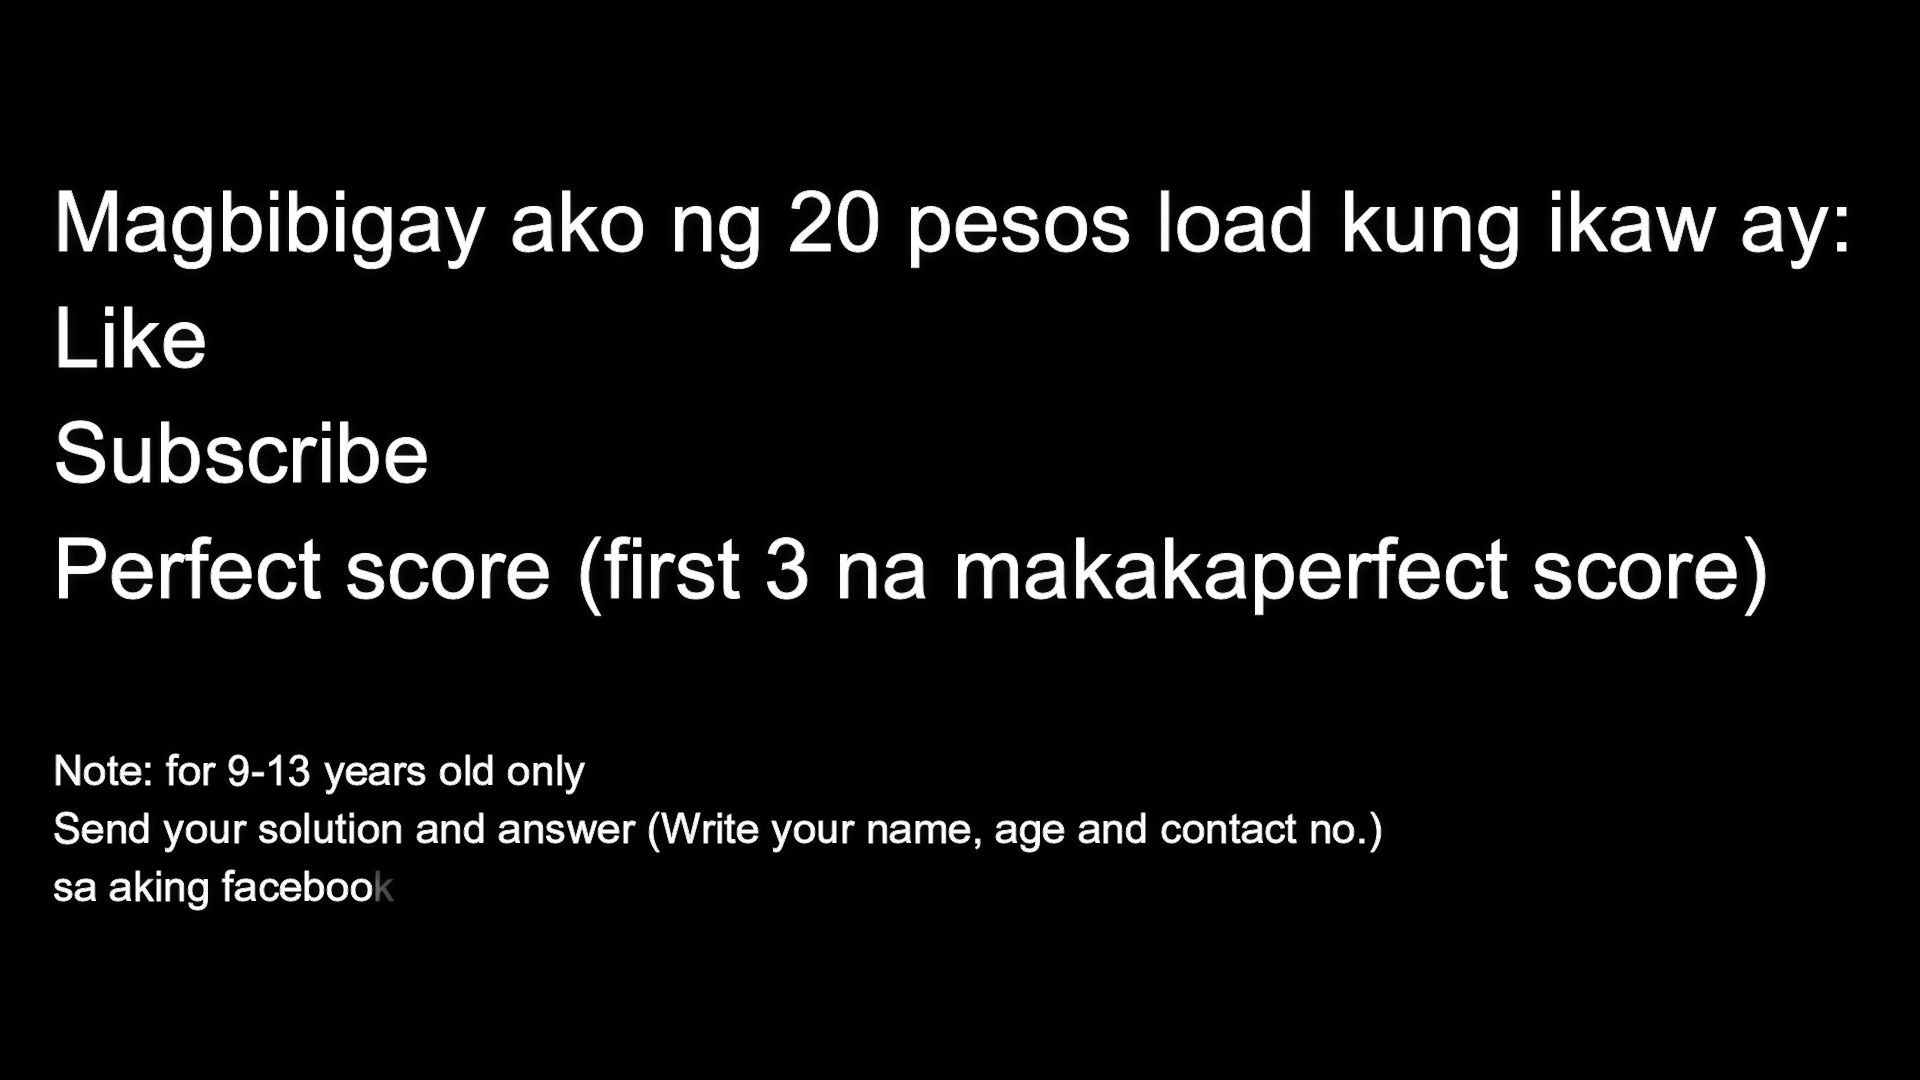 Magbibigay ako ng 20 pesos load kung ikaw ay:
Like
Subscribe
Perfect score (first 3 na makakaperfect score)
Note: for 9-13 years old only
Send your solution and answer (Write your name, age and contact no.)
sa aking facebook